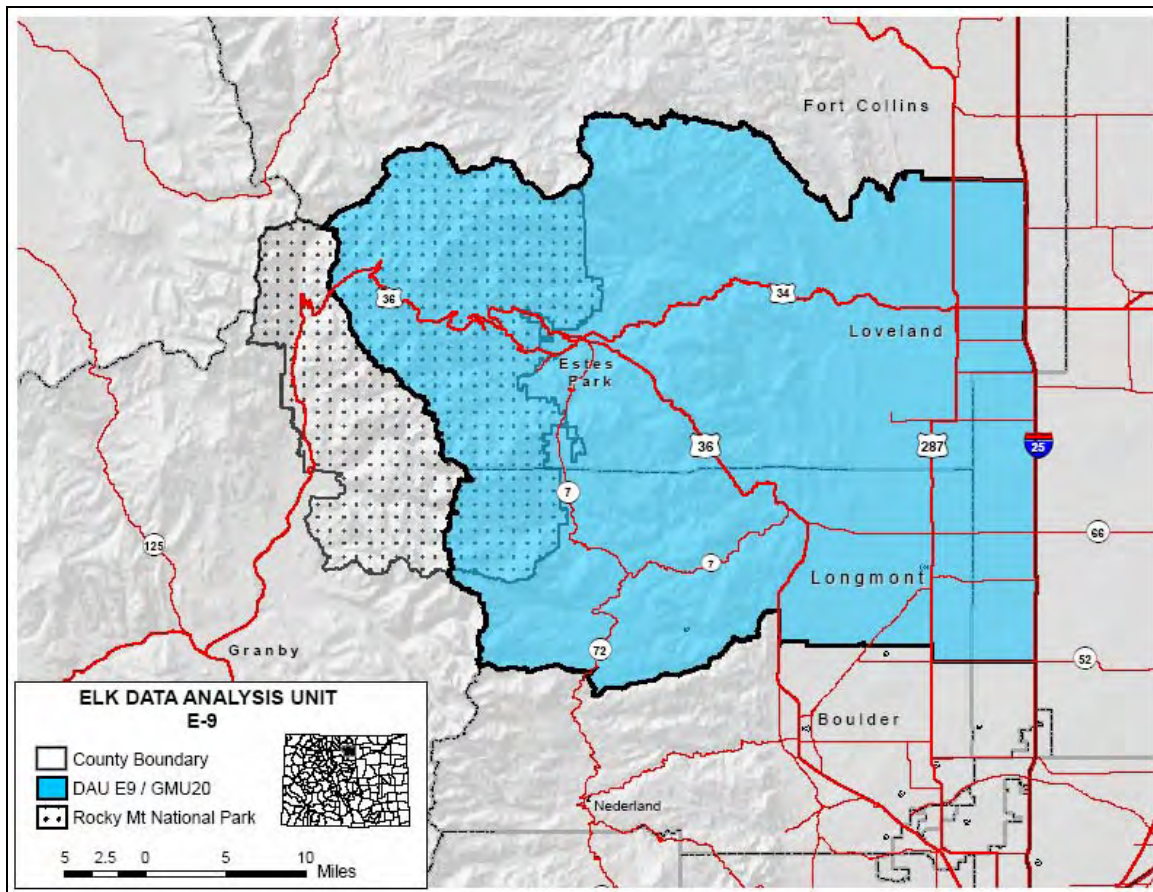 Fort Collins
36
34
Loveland
Estes
Park
36
287
25
7
125
66
7
Longmont
Granby
72
52
ELK DATA ANALYSIS UNIT
E-9
County Boundary
DAU E9 / GMU20
Rocky Mt National Park
5 2.5 0 5 10
Miles
Boulder
Nederland